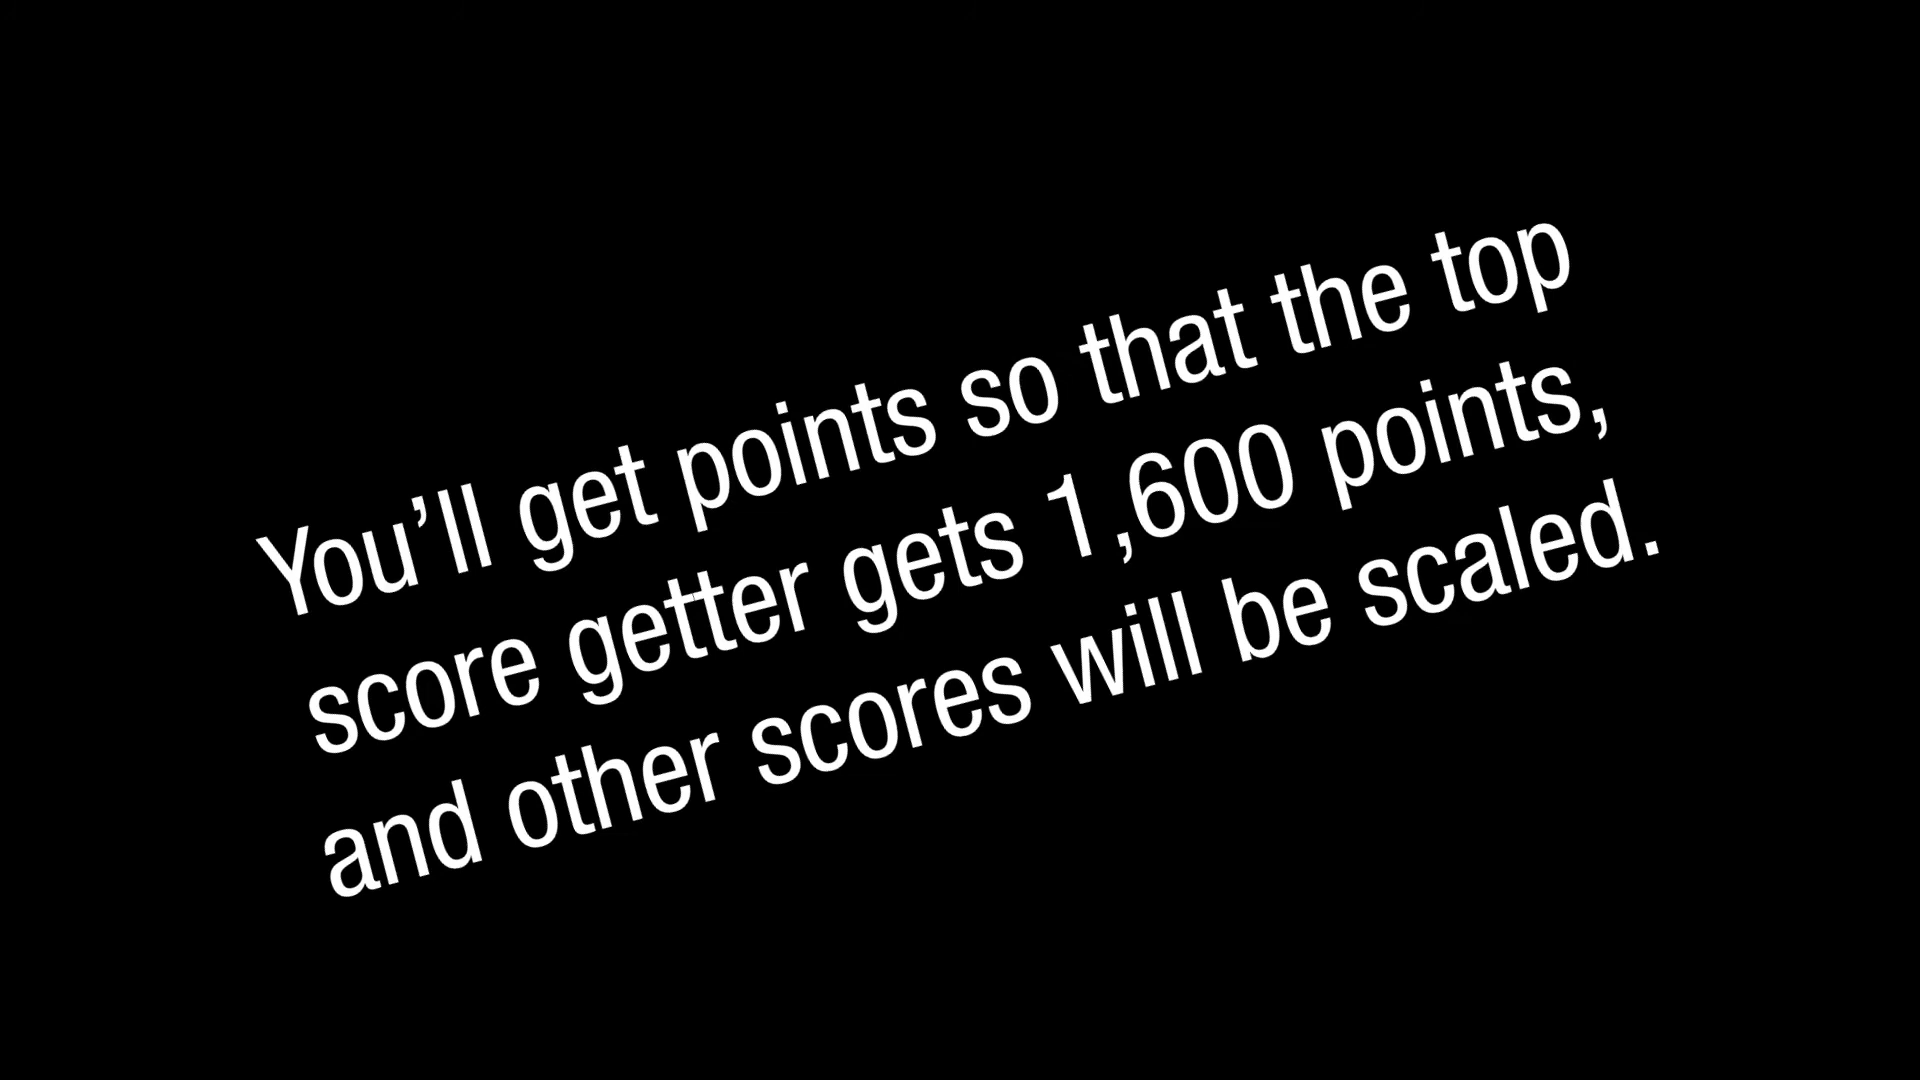 You’ll get points so that the top
score getter gets 1,600 points,
and other scores will be scaled.